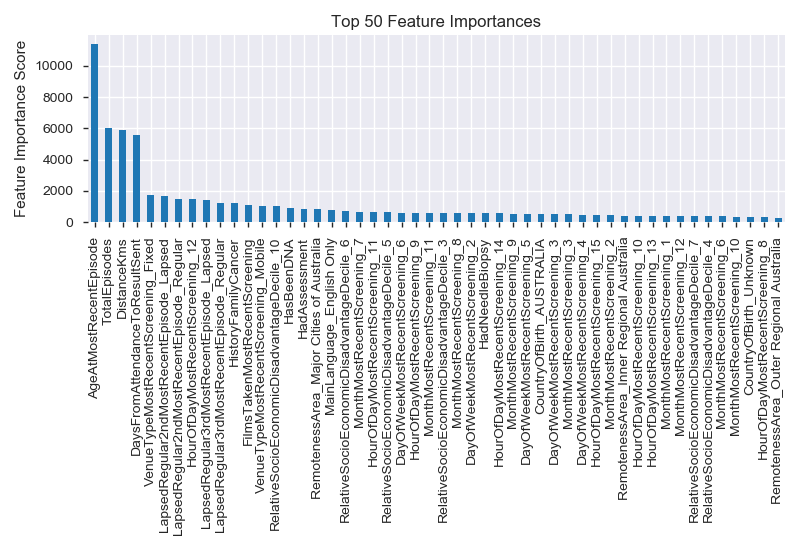 Top 50 Feature Importances
Feature Importance Score
10000
8000
6000
4000
2000
0
AgeAtMostRecentEpisode
TotalEpisodes
DistanceKms
DaysFromAttendanceToResultSent
VenueTypeMostRecentScreening_Fixed
LapsedRegular2ndMostRecentEpisode_Lapsed
LapsedRegular2ndMostRecentEpisode_Regular
HourOfDayMostRecentScreening_12
LapsedRegular3rdMostRecentEpisode_Lapsed
LapsedRegular3rdMostRecentEpisode_Regular
HistoryFamilyCancer
FilmsTakenMostRecentScreening
VenueTypeMostRecentScreening_Mobile
RelativeSocioEconomicDisadvantageDecile_10
HasBeenDNA
HadAssessment
RemotenessArea_Major Cities of Australia
MainLanguage_English Only
RelativeSocioEconomicDisadvantageDecile_6
MonthMostRecentScreening_7
HourOfDayMostRecentScreening_11
RelativeSocioEconomicDisadvantageDecile_5
DayOfWeekMostRecentScreening_6
HourOfDayMostRecentScreening_9
MonthMostRecentScreening_11
RelativeSocioEconomicDisadvantageDecile_3
MonthMostRecentScreening_8
DayOfWeekMostRecentScreening_2
HadNeedleBiopsy
HourOfDayMostRecentScreening_14
MonthMostRecentScreening_9
DayOfWeekMostRecentScreening_5
CountryOfBirth_AUSTRALIA
DayOfWeekMostRecentScreening_3
MonthMostRecentScreening_3
DayOfWeekMostRecentScreening_4
HourOfDayMostRecentScreening_15
MonthMostRecentScreening_2
RemotenessArea_Inner Regional Australia
HourOfDayMostRecentScreening_10
HourOfDayMostRecentScreening_13
MonthMostRecentScreening_1
MonthMostRecentScreening_12
RelativeSocioEconomicDisadvantageDecile_7
RelativeSocioEconomicDisadvantageDecile_4
MonthMostRecentScreening_6
MonthMostRecentScreening_10
CountryOfBirth_Unknown
HourOfDayMostRecentScreening_8
RemotenessArea_Outer Regional Australia